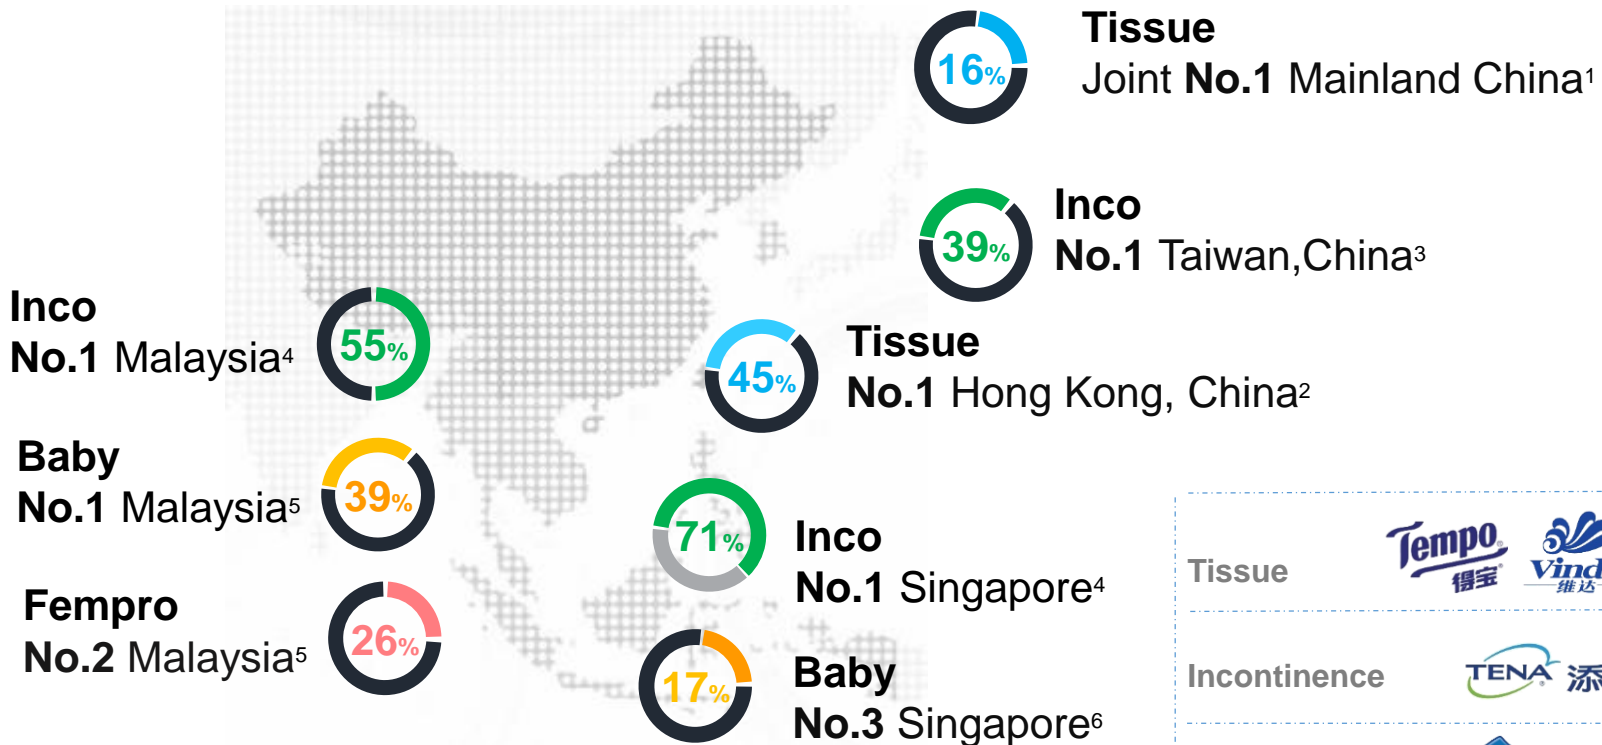 16%
Tissue
Joint No.1 Mainland China¹
39%
Inco
No.1 Taiwan,China³
Inco
No.1 Malaysia⁴
55%
45%
Tissue
No.1 Hong Kong, China²
Baby
No.1 Malaysia⁵
39%
71%
Inco
No.1 Singapore⁴
Fempro
No.2 Malaysia⁵
26%
17%
Baby
No.3 Singapore⁶
Tissue
Tempo
得宝
Vind
维达
Incontinence
TENA 添